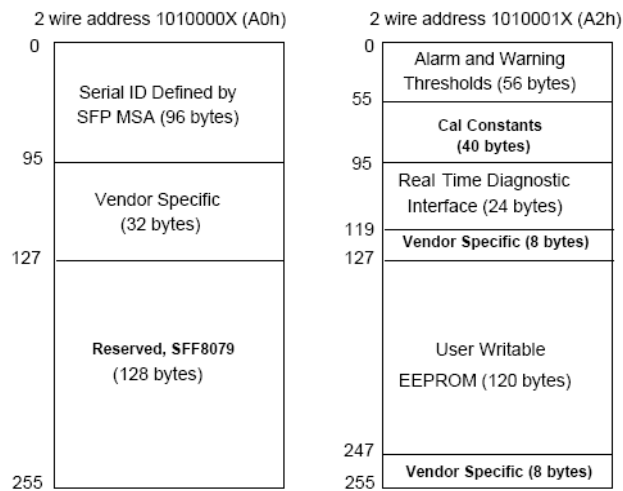 2 wire address 1010000X (A0h)
0
Serial ID Defined by
SFP MSA (96 bytes)
95
Vendor Specific
(32 bytes)
127
Reserved, SFF8079
(128 bytes)
255
2 wire address 1010001X (A2h)
0
Alarm and Warning
Thresholds (56 bytes)
55
Cal Constants
(40 bytes)
95
Real Time Diagnostic
Interface (24 bytes)
119
Vendor Specific (8 bytes)
127
User Writable
EEPROM (120 bytes)
247
Vendor Specific (8 bytes)
255